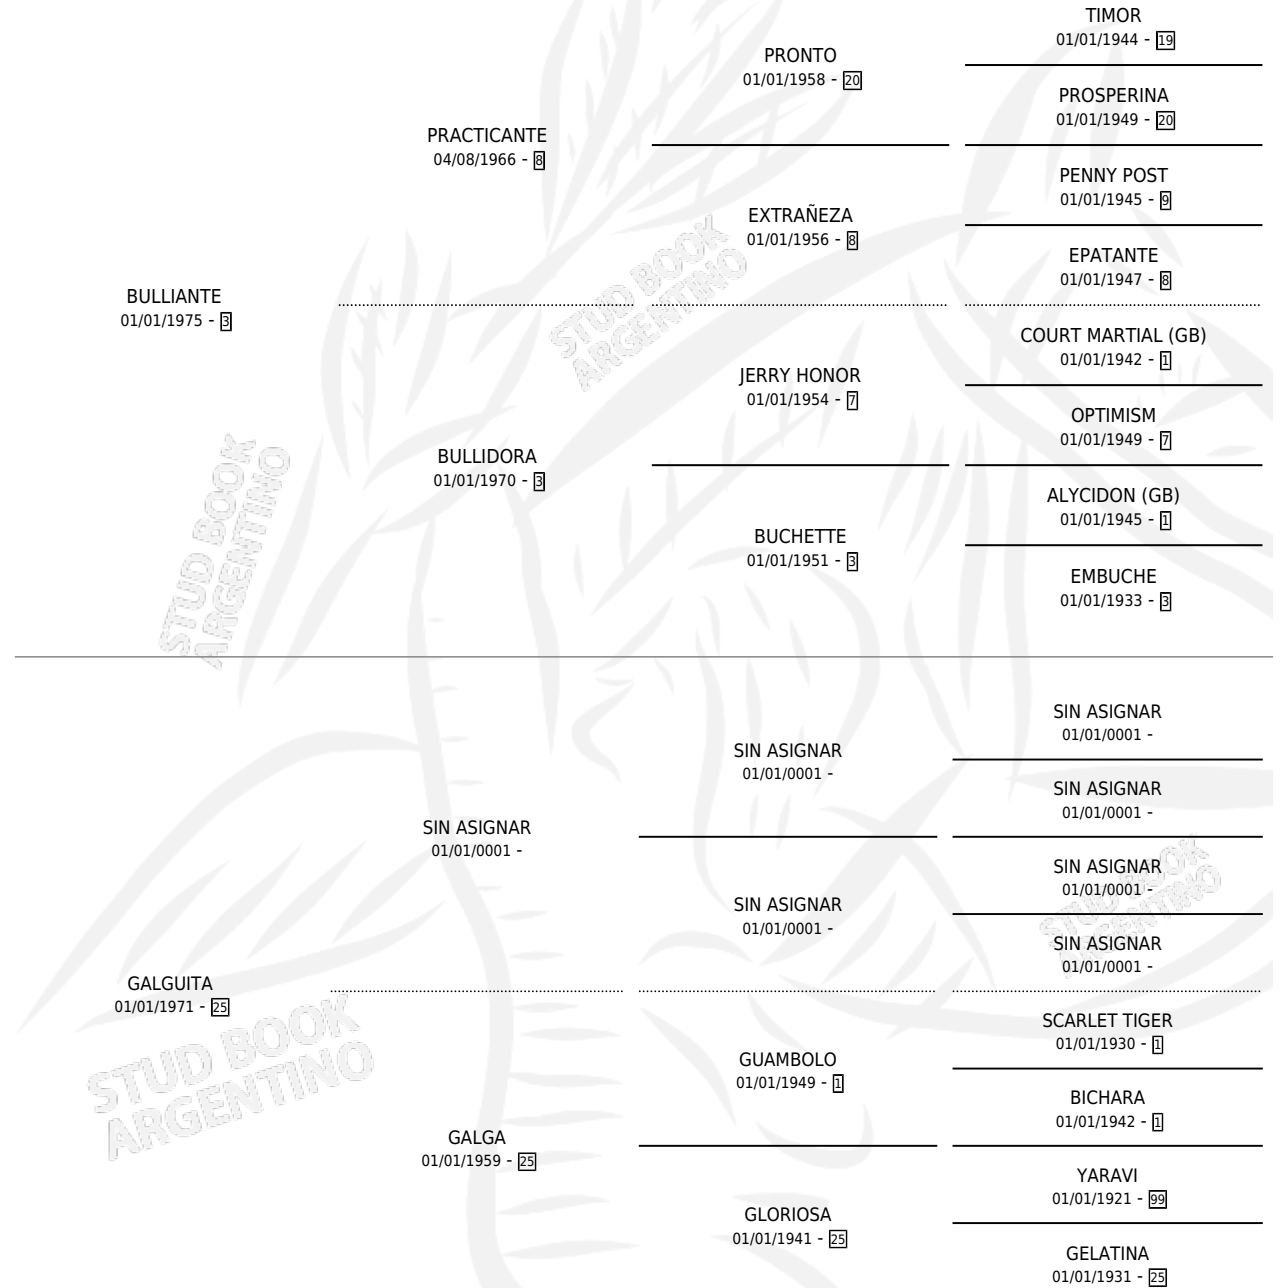 TIMOR
01/01/1944 - 19
PRONTO
01/01/1958 - 20
PROSPERINA
01/01/1949 - 20
PRACTICANTE
04/08/1966 - 8
PENNY POST
01/01/1945 - 9
EXTRAÑEZA
01/01/1956 - 8
EPATANTE
01/01/1947 - 8
BULLIANTE
01/01/1975 - 3
STUD BOOK
ARGENTINO
COURT MARTIAL (GB)
01/01/1942 - 1
JERRY HONOR
01/01/1954 - 7
OPTIMISM
01/01/1949 - 7
BULLIDORA
01/01/1970 - 3
ALYCIDON (GB)
01/01/1945 - 1
BUCHETTE
01/01/1951 - 3
EMBUCHE
01/01/1933 - 3
STUD BOOK
ARGENTINO
SIN ASIGNAR
01/01/0001 -
SIN ASIGNAR
01/01/0001 -
SIN ASIGNAR
01/01/0001 -
SIN ASIGNAR
01/01/0001 -
SIN ASIGNAR
01/01/0001 -
SIN ASIGNAR
01/01/0001 -
SIN ASIGNAR
01/01/0001 -
STUD BOOK
ARGENTINO
GALGUITA
01/01/1971 - 25
SCARLET TIGER
01/01/1930 - 1
GUAMBOLO
01/01/1949 - 1
BICHARA
01/01/1942 - 1
STUD BOOK
ARGENTINO
GALGA
01/01/1959 - 25
YARAVI
01/01/1921 - 99
GLORIOSA
01/01/1941 - 25
GELATINA
01/01/1931 - 25